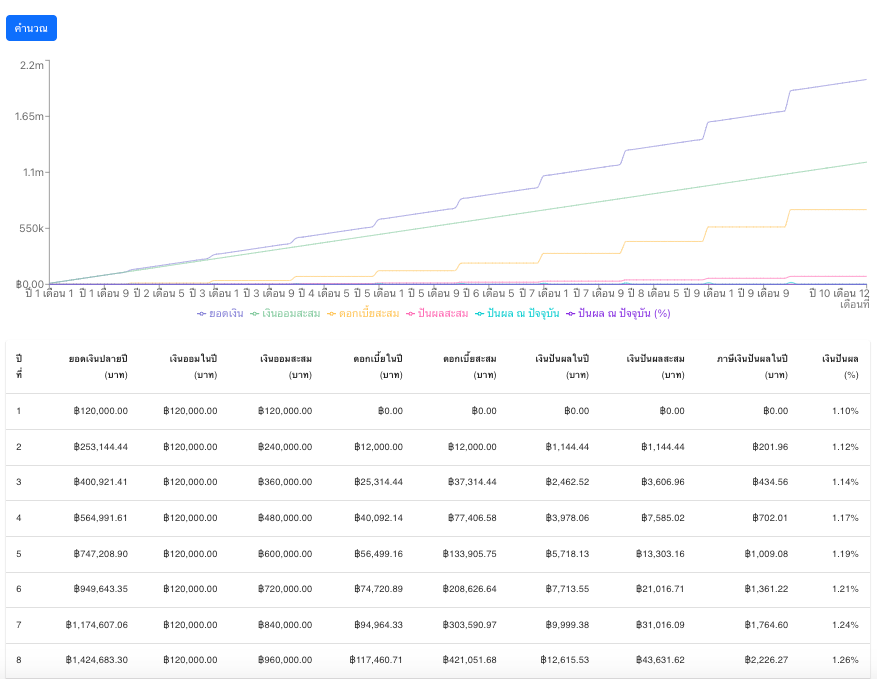 คำนวณ
2.2m
1.65m
1.1m
550k
฿0.00
ปี 1 เดือน 1 ปี 1 เดือน 9 ปี 2 เดือน 5 ปี 3 เดือน 1 ปี 3 เดือน 9 ปี 4 เดือน 5 ปี 5 เดือน 1 ปี 5 เดือน 9 ปี 6 เดือน 5 ปี 7 เดือน 1 ปี 7 เดือน 9 ปี 8 เดือน 5 ปี 9 เดือน 1 ปี 9 เดือน 9 ปี 10 เดือน 12
เดือนที่
ยอดเงิน เงินออมสะสม ดอกเบี้ยสะสม ปันผลสะสม ปันผล ณ ปัจจุบัน ปันผล ณ ปัจจุบัน (%)
ปี ยอดเงินปลายปี เงินออมในปี เงินออมสะสม ดอกเบี้ยในปี ดอกเบี้ยสะสม เงินปันผลในปี เงินปันผลสะสม ภาษีเงินปันผลในปี เงินปันผล
ที่ (บาท) (บาท) (บาท) (บาท) (บาท) (บาท) (บาท) (บาท) (%)
1 ฿120,000.00 ฿120,000.00 ฿120,000.00 ฿0.00 ฿0.00 ฿0.00 ฿0.00 ฿0.00 1.10%
2 ฿253,144.44 ฿120,000.00 ฿240,000.00 ฿12,000.00 ฿12,000.00 ฿1,144.44 ฿1,144.44 ฿201.96 1.12%
3 ฿400,921.41 ฿120,000.00 ฿360,000.00 ฿25,314.44 ฿37,314.44 ฿2,462.52 ฿3,606.96 ฿434.56 1.14%
4 ฿564,991.61 ฿120,000.00 ฿480,000.00 ฿40,092.14 ฿77,406.58 ฿3,978.06 ฿7,585.02 ฿702.01 1.17%
5 ฿747,208.90 ฿120,000.00 ฿600,000.00 ฿56,499.16 ฿133,905.75 ฿5,718.13 ฿13,303.16 ฿1,009.08 1.19%
6 ฿949,643.35 ฿120,000.00 ฿720,000.00 ฿74,720.89 ฿208,626.64 ฿7,713.55 ฿21,016.71 ฿1,361.22 1.21%
7 ฿1,174,607.06 ฿120,000.00 ฿840,000.00 ฿94,964.33 ฿303,590.97 ฿9,999.38 ฿31,016.09 ฿1,764.60 1.24%
8 ฿1,424,683.30 ฿120,000.00 ฿960,000.00 ฿117,460.71 ฿421,051.68 ฿12,615.53 ฿43,631.62 ฿2,226.27 1.26%